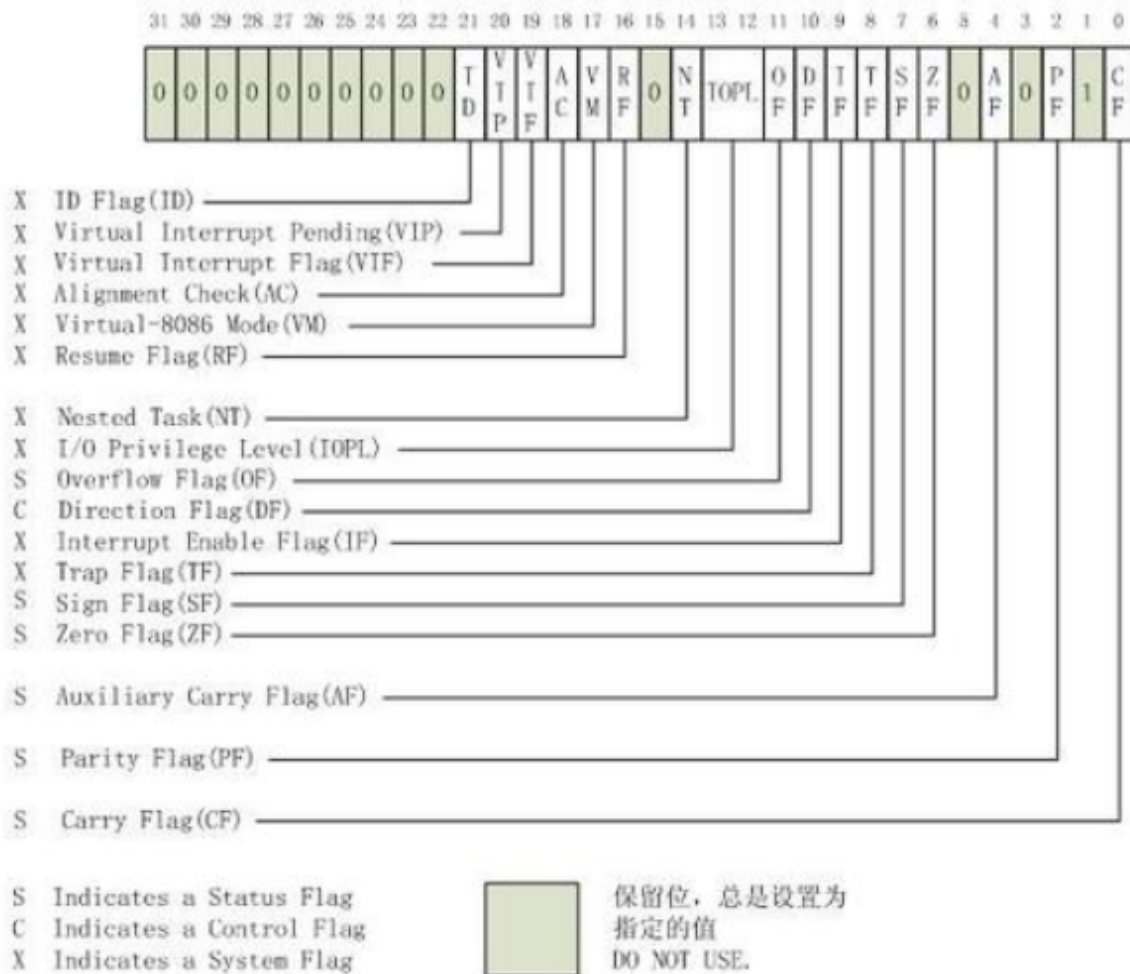 31 30 29 28 27 26 25 24 23 22 21 20 19 18 17 16 15 14 13 12 11 10 9 8 7 6 5 4 3 2 1 0
0 0 0 0 0 0 0 0 0 0 ID VIP VIF AC VM RF 0 NT IOPL OF DF IF TF SF ZF 0 AF 0 PF 1 CF
X ID Flag(ID)
X Virtual Interrupt Pending(VIP)
X Virtual Interrupt Flag(VIF)
X Alignment Check(AC)
X Virtual-8086 Mode(VM)
X Resume Flag(RF)
X Nested Task(NT)
X I/O Privilege Level(IOPL)
S Overflow Flag(OF)
C Direction Flag(DF)
X Interrupt Enable Flag(IF)
X Trap Flag(TF)
S Sign Flag(SF)
S Zero Flag(ZF)
S Auxiliary Carry Flag(AF)
S Parity Flag(PF)
S Carry Flag(CF)
S Indicates a Status Flag
C Indicates a Control Flag
X Indicates a System Flag
保留位，总是设置为
指定的值
DO NOT USE.